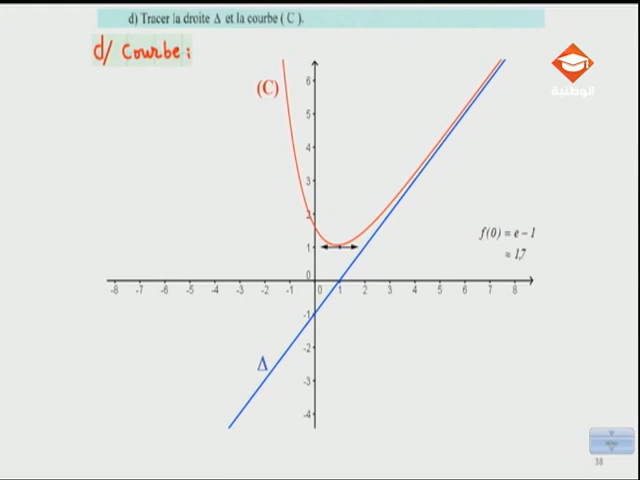 d) Tracer la droite Δ et la courbe ( C ).
d/ Courbe :
الوطنية
(C)
6
5
4
3
2
1
0
f(0) = e − 1
≈ 1,7
-8 -7 -6 -5 -4 -3 -2 -1 0 1 2 3 4 5 6 7 8
-1
-2
-3
-4
Δ
38